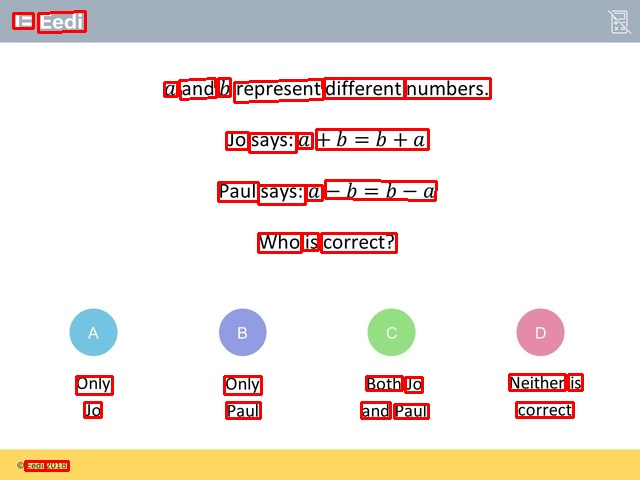 Eedi
a and b represent different numbers.
Jo says: a + b = b + a
Paul says: a − b = b − a
Who is correct?
A B C D
Only Jo
Only Paul
Both Jo and Paul
Neither is correct
© Eedi 2018